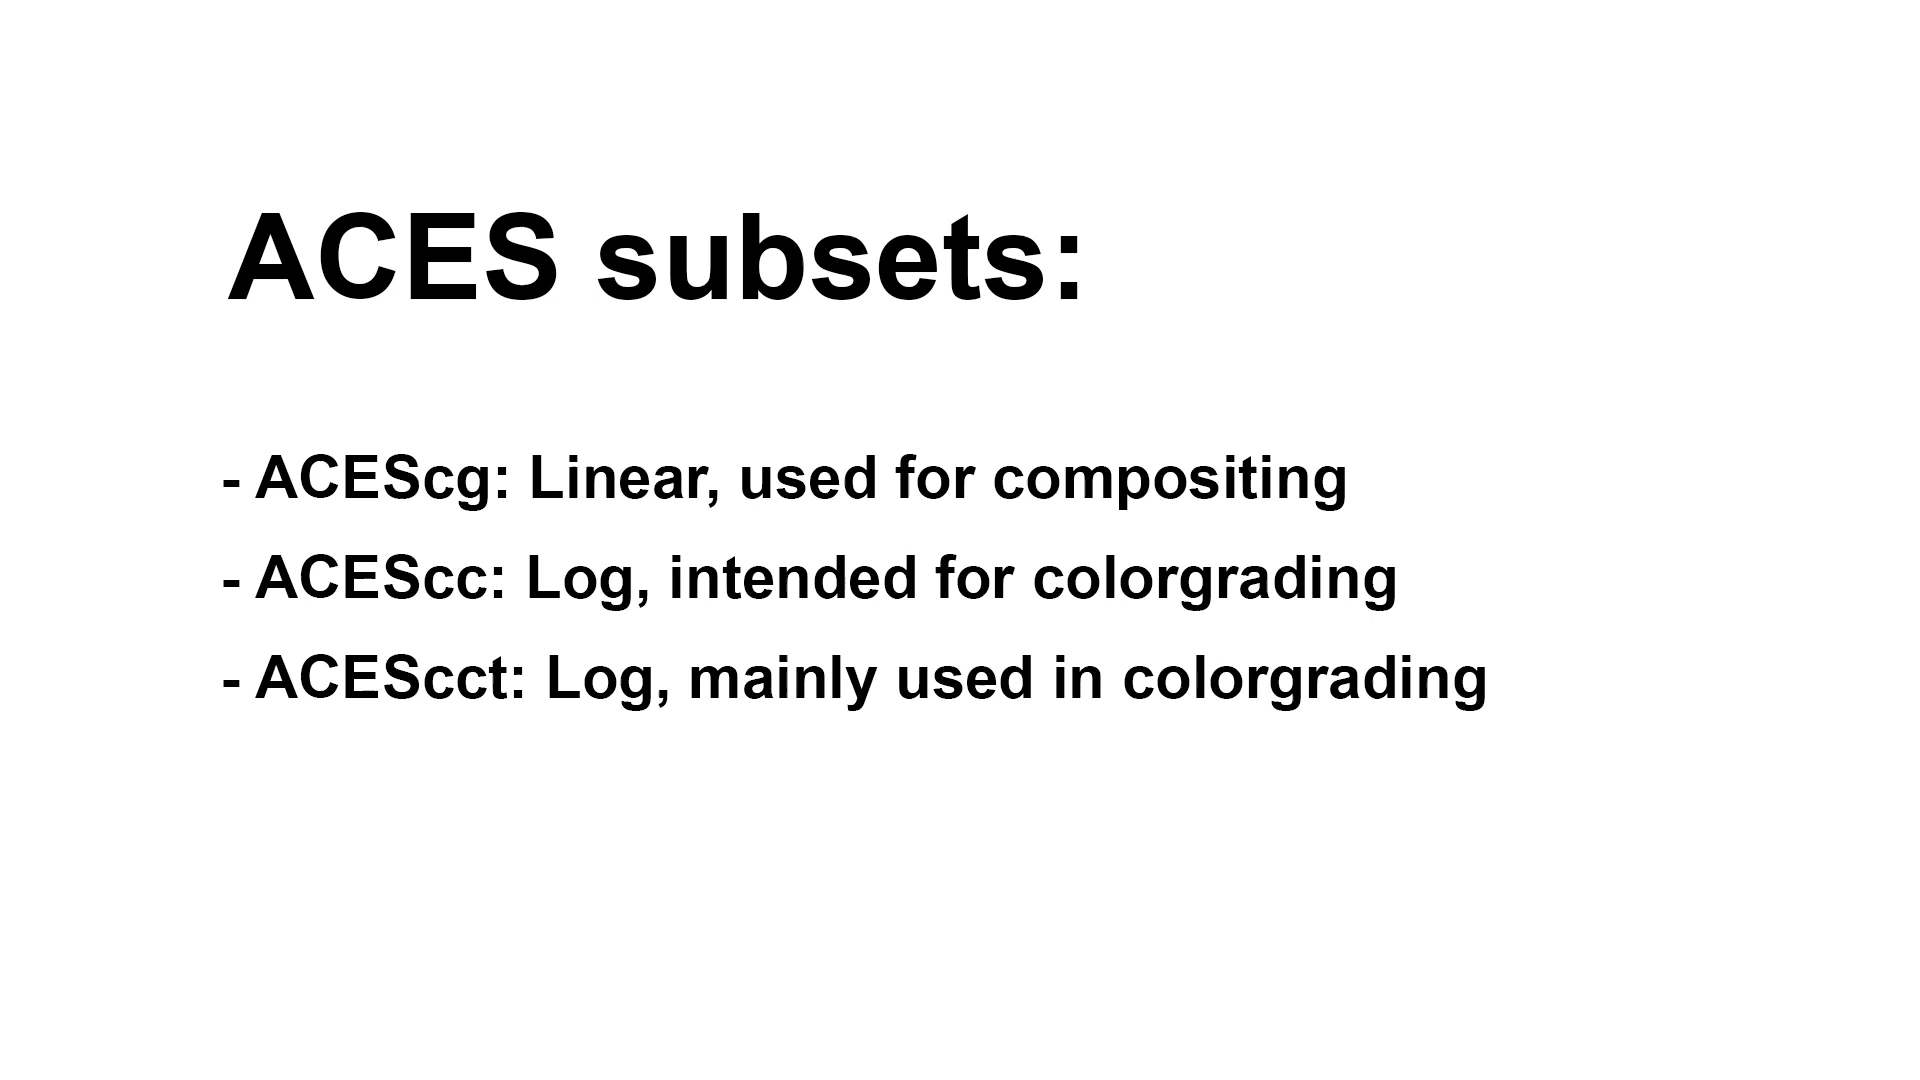 ACES subsets:
- ACEScg: Linear, used for compositing
- ACEScc: Log, intended for colorgrading
- ACEScct: Log, mainly used in colorgrading